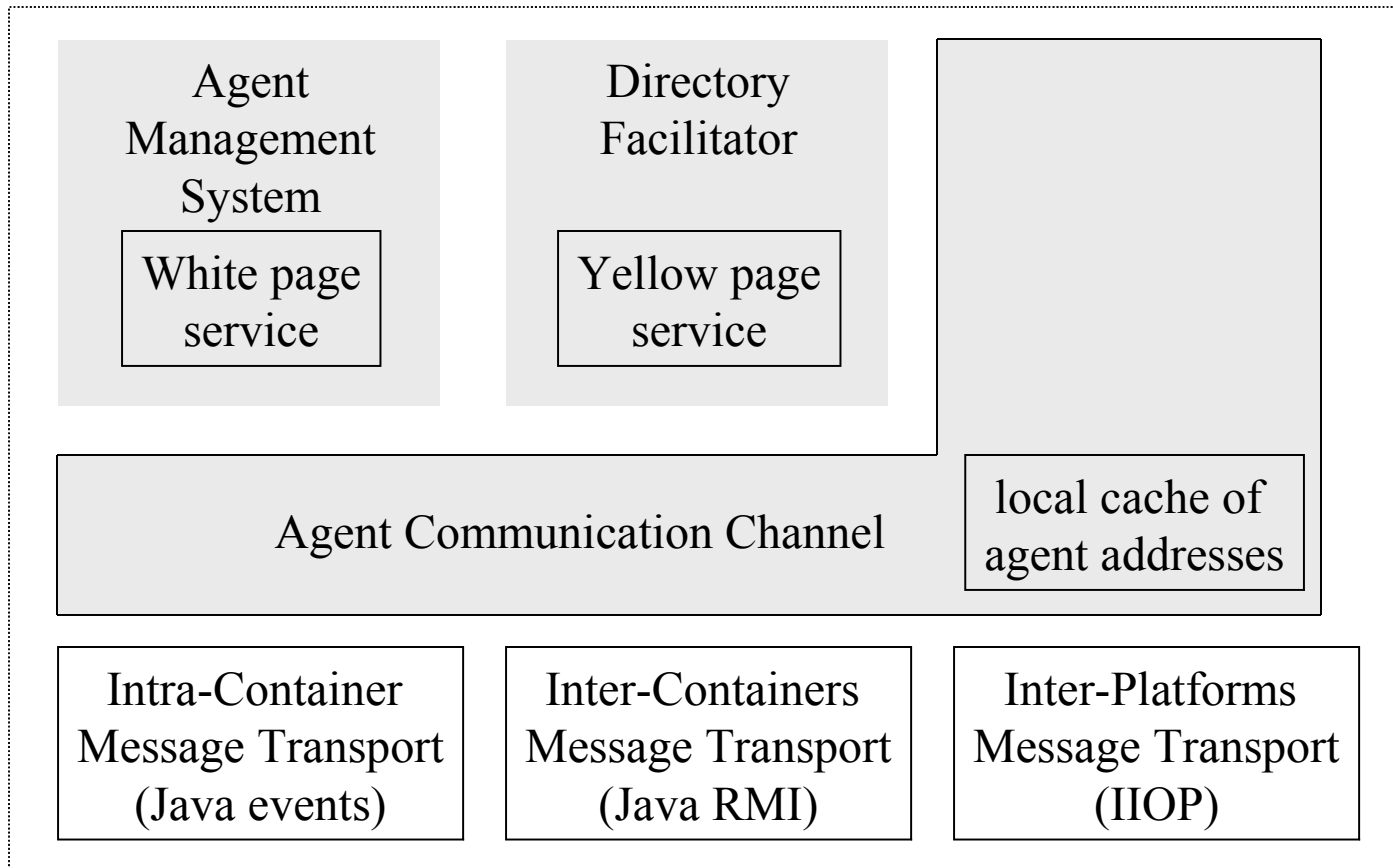 Agent
Management
System
White page
service
Directory
Facilitator
Yellow page
service
Agent Communication Channel
local cache of
agent addresses
Intra-Container
Message Transport
(Java events)
Inter-Containers
Message Transport
(Java RMI)
Inter-Platforms
Message Transport
(IIOP)